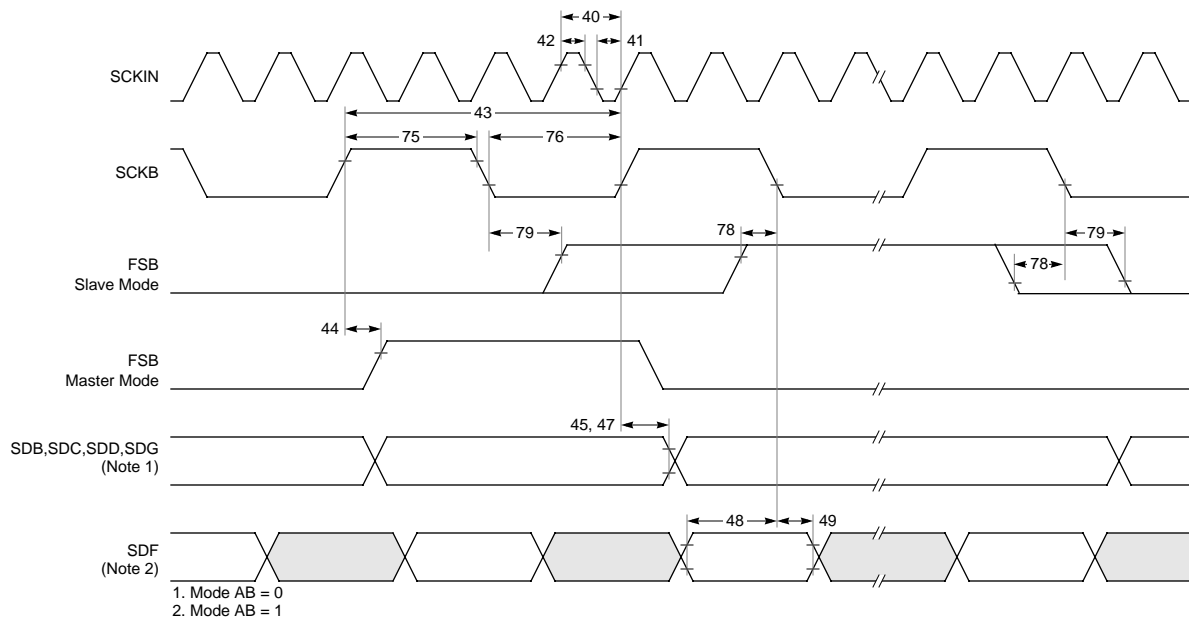 40
42
41
SCKIN
43
75
76
SCKB
79
78
79
FSB
Slave Mode
78
44
FSB
Master Mode
45, 47
SDB,SDC,SDD,SDG
(Note 1)
48
49
SDF
(Note 2)
1. Mode AB = 0
2. Mode AB = 1